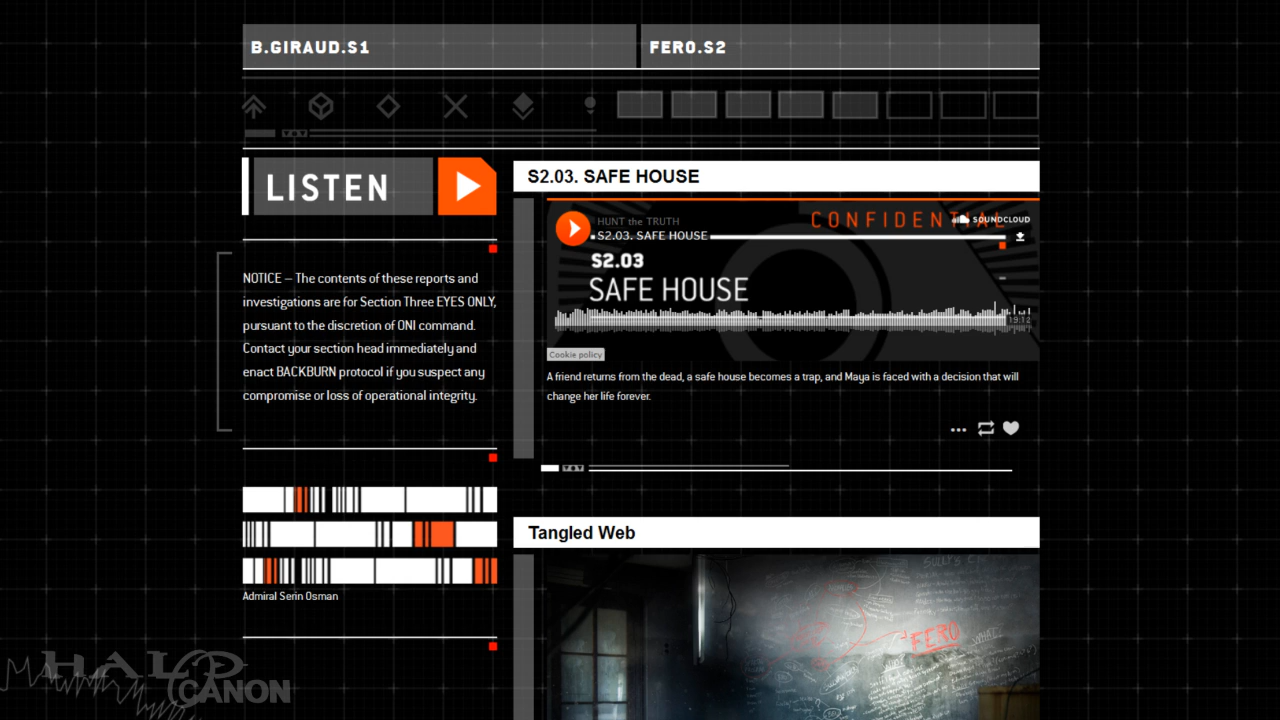 B.GIRAUD.S1
FERO.S2
LISTEN
NOTICE – The contents of these reports and
investigations are for Section Three EYES ONLY,
pursuant to the discretion of ONI command.
Contact your section head immediately and
enact BACKBURN protocol if you suspect any
compromise or loss of operational integrity.
Admiral Serin Osman
S2.03. SAFE HOUSE
CONFIDENTIAL
SOUNDCLOUD
HUNT the TRUTH
S2.03. SAFE HOUSE
S2.03
SAFE HOUSE
19:12
Cookie policy
A friend returns from the dead, a safe house becomes a trap, and Maya is faced with a decision that will
change her life forever.
Tangled Web
FERO
WHAT?
HALO
CANON